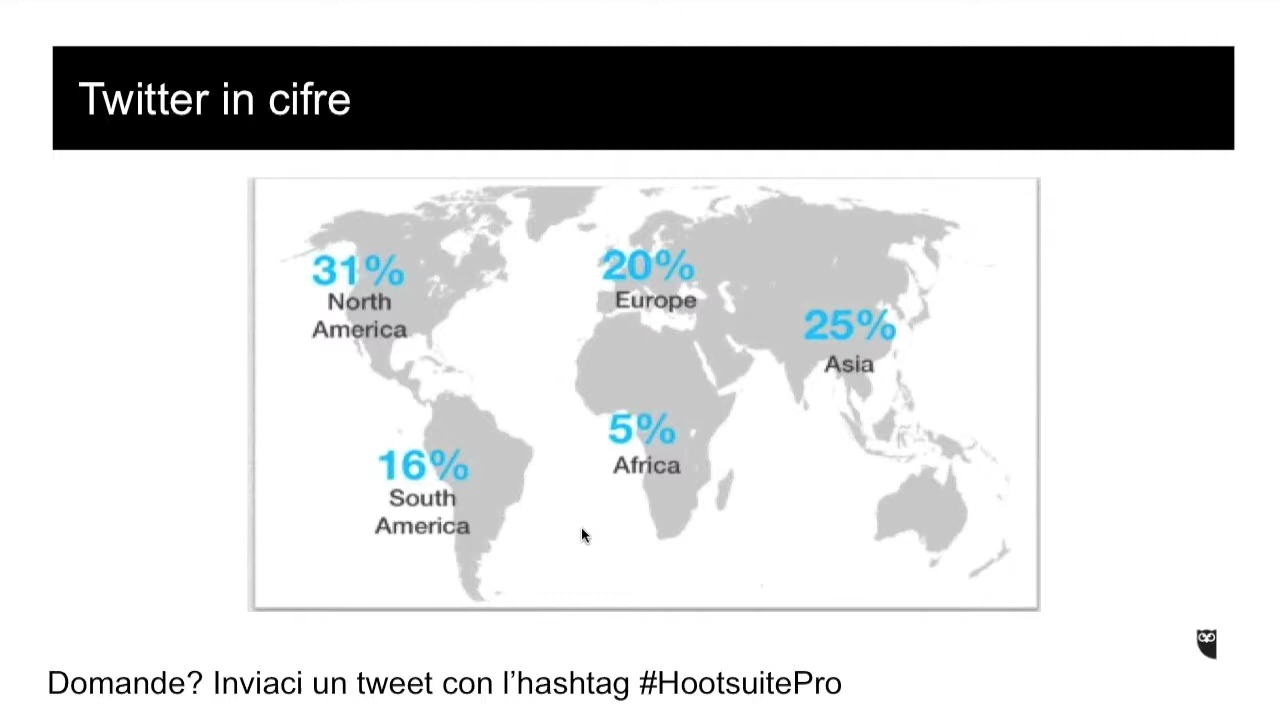 Twitter in cifre
31%
North
America
20%
Europe
25%
Asia
5%
Africa
16%
South
America
Domande? Inviaci un tweet con l’hashtag #HootsuitePro